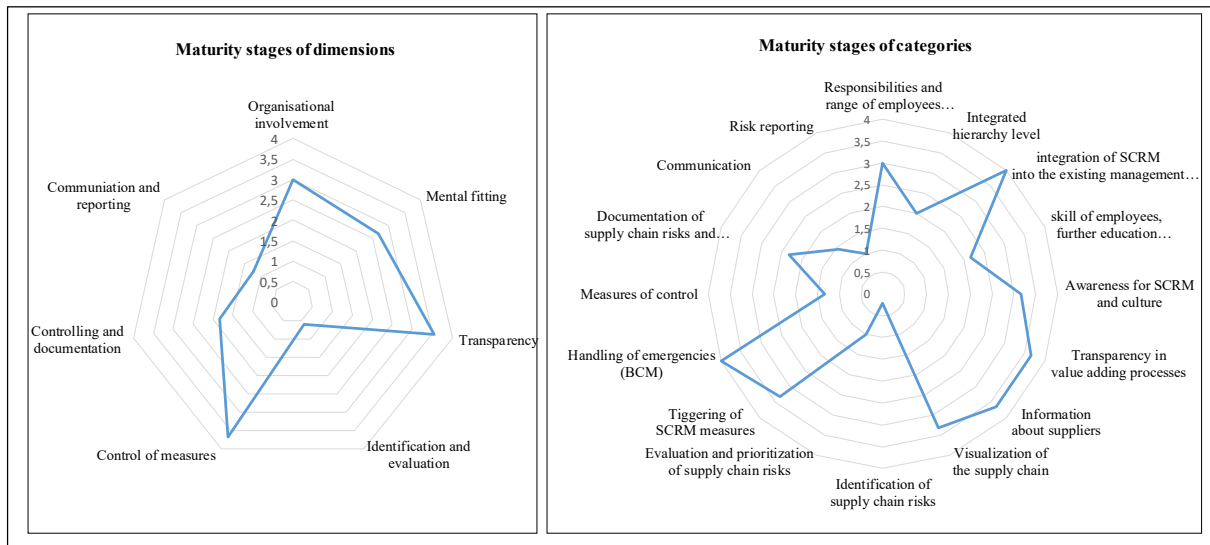 Maturity stages of dimensions
Organisational
involvement
4
3,5
3
2,5
2
1,5
1
0,5
0
Mental fitting
Transparency
Identification and
evaluation
Control of measures
Controlling and
documentation
Communiation and
reporting
Maturity stages of categories
Responsibilities and
range of employees…
4
3,5
3
2,5
2
1,5
1
0,5
0
Integrated
hierarchy level
integration of SCRM
into the existing management…
skill of employees,
further education…
Awareness for SCRM
and culture
Transparency in
value adding processes
Information
about suppliers
Visualization of
the supply chain
Identification of
supply chain risks
Evaluation and prioritization
of supply chain risks
Tiggering of
SCRM measures
Handling of emergencies
(BCM)
Measures of control
Documentation of
supply chain risks and…
Communication
Risk reporting